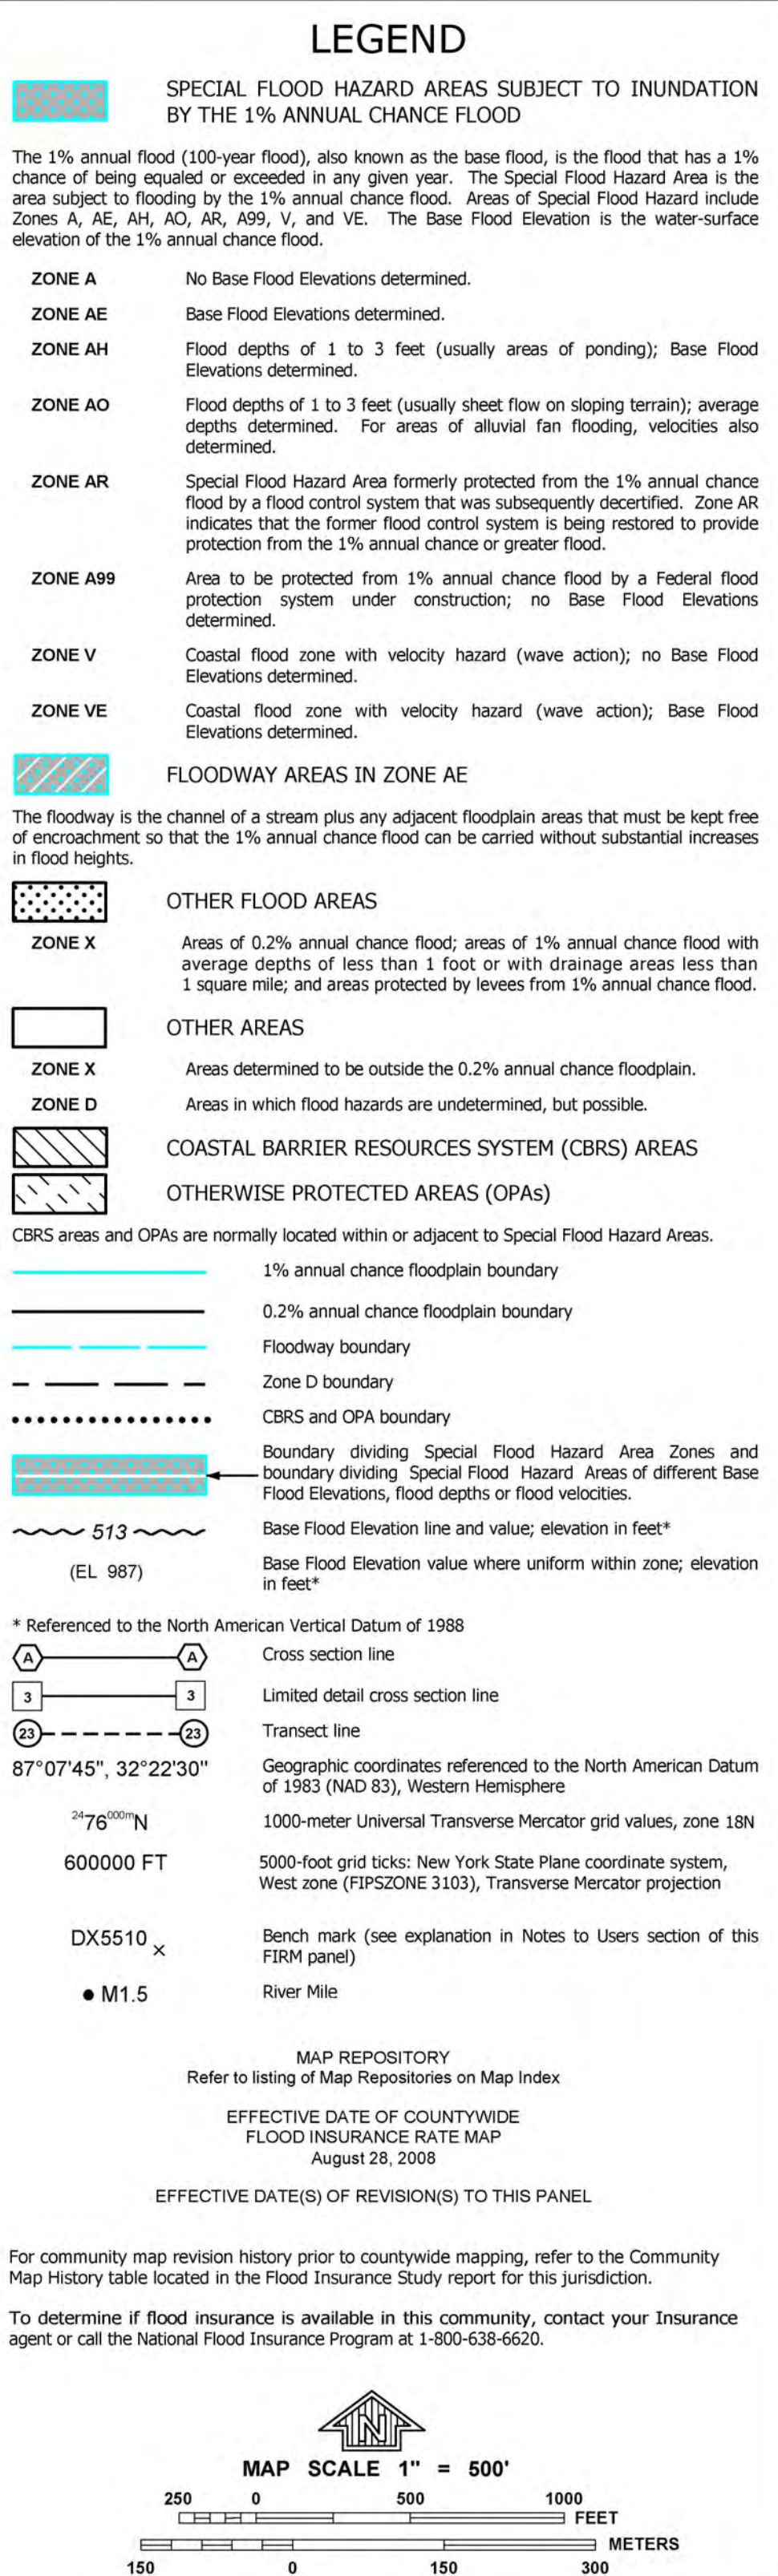 LEGEND
SPECIAL FLOOD HAZARD AREAS SUBJECT TO INUNDATION
BY THE 1% ANNUAL CHANCE FLOOD
The 1% annual flood (100-year flood), also known as the base flood, is the flood that has a 1%
chance of being equaled or exceeded in any given year. The Special Flood Hazard Area is the
area subject to flooding by the 1% annual chance flood. Areas of Special Flood Hazard include
Zones A, AE, AH, AO, AR, A99, V, and VE. The Base Flood Elevation is the water-surface
elevation of the 1% annual chance flood.
ZONE A No Base Flood Elevations determined.
ZONE AE Base Flood Elevations determined.
ZONE AH Flood depths of 1 to 3 feet (usually areas of ponding); Base Flood
Elevations determined.
ZONE AO Flood depths of 1 to 3 feet (usually sheet flow on sloping terrain); average
depths determined. For areas of alluvial fan flooding, velocities also
determined.
ZONE AR Special Flood Hazard Area formerly protected from the 1% annual chance
flood by a flood control system that was subsequently decertified. Zone AR
indicates that the former flood control system is being restored to provide
protection from the 1% annual chance or greater flood.
ZONE A99 Area to be protected from 1% annual chance flood by a Federal flood
protection system under construction; no Base Flood Elevations
determined.
ZONE V Coastal flood zone with velocity hazard (wave action); no Base Flood
Elevations determined.
ZONE VE Coastal flood zone with velocity hazard (wave action); Base Flood
Elevations determined.
FLOODWAY AREAS IN ZONE AE
The floodway is the channel of a stream plus any adjacent floodplain areas that must be kept free
of encroachment so that the 1% annual chance flood can be carried without substantial increases
in flood heights.
OTHER FLOOD AREAS
ZONE X Areas of 0.2% annual chance flood; areas of 1% annual chance flood with
average depths of less than 1 foot or with drainage areas less than
1 square mile; and areas protected by levees from 1% annual chance flood.
OTHER AREAS
ZONE X Areas determined to be outside the 0.2% annual chance floodplain.
ZONE D Areas in which flood hazards are undetermined, but possible.
COASTAL BARRIER RESOURCES SYSTEM (CBRS) AREAS
OTHERWISE PROTECTED AREAS (OPAs)
CBRS areas and OPAs are normally located within or adjacent to Special Flood Hazard Areas.
1% annual chance floodplain boundary
0.2% annual chance floodplain boundary
Floodway boundary
Zone D boundary
CBRS and OPA boundary
Boundary dividing Special Flood Hazard Area Zones and
boundary dividing Special Flood Hazard Areas of different Base
Flood Elevations, flood depths or flood velocities.
513 Base Flood Elevation line and value; elevation in feet*
(EL 987) Base Flood Elevation value where uniform within zone; elevation
in feet*
* Referenced to the North American Vertical Datum of 1988
A A Cross section line
3 3 Limited detail cross section line
23 23 Transect line
87°07'45", 32°22'30" Geographic coordinates referenced to the North American Datum
of 1983 (NAD 83), Western Hemisphere
2476000mN 1000-meter Universal Transverse Mercator grid values, zone 18N
600000 FT 5000-foot grid ticks: New York State Plane coordinate system,
West zone (FIPSZONE 3103), Transverse Mercator projection
DX5510 x Bench mark (see explanation in Notes to Users section of this
FIRM panel)
● M1.5 River Mile
MAP REPOSITORY
Refer to listing of Map Repositories on Map Index
EFFECTIVE DATE OF COUNTYWIDE
FLOOD INSURANCE RATE MAP
August 28, 2008
EFFECTIVE DATE(S) OF REVISION(S) TO THIS PANEL
For community map revision history prior to countywide mapping, refer to the Community
Map History table located in the Flood Insurance Study report for this jurisdiction.
To determine if flood insurance is available in this community, contact your Insurance
agent or call the National Flood Insurance Program at 1-800-638-6620.
N
MAP SCALE 1" = 500'
250 0 500 1000
FEET
METERS
150 0 150 300